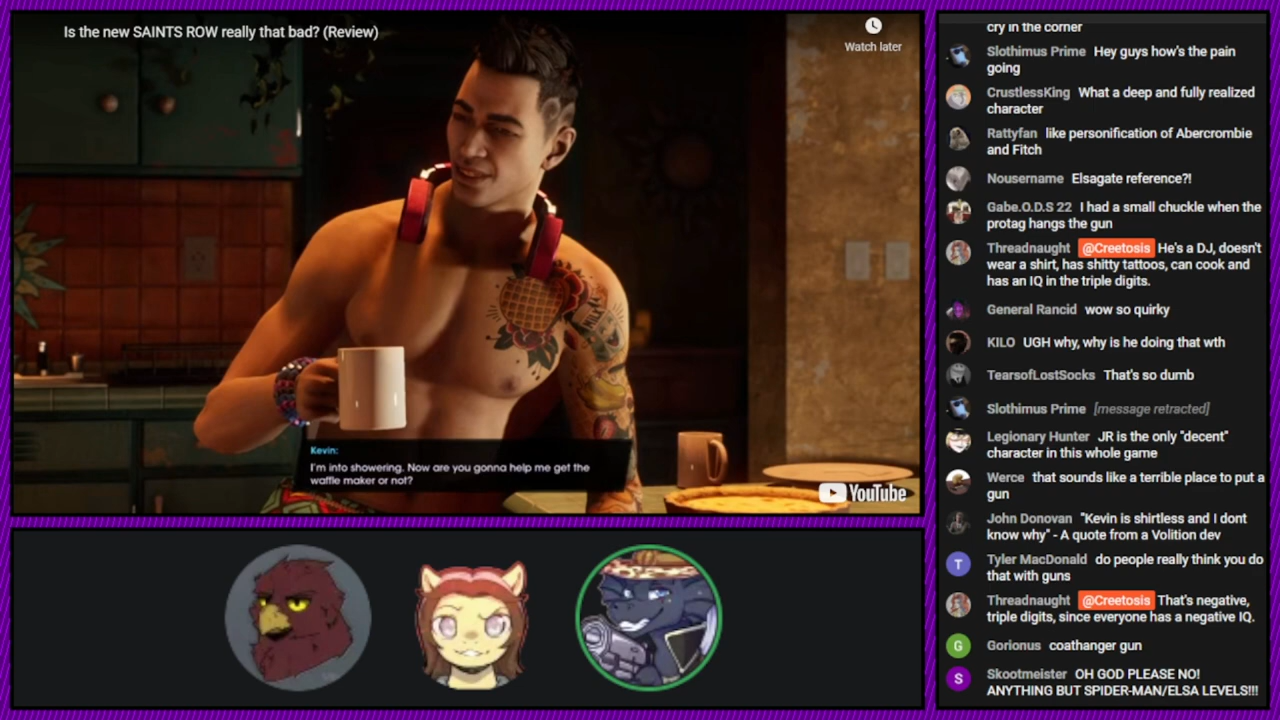 Is the new SAINTS ROW really that bad? (Review)
Watch later
Kevin:
I'm into showering. Now are you gonna help me get the
waffle maker or not?
YouTube
cry in the corner
Slothimus Prime Hey guys how's the pain
going
CrustlessKing What a deep and fully realized
character
Rattyfan like personification of Abercrombie
and Fitch
Nousername Elsagate reference?!
Gabe.O.D.S 22 I had a small chuckle when the
protag hangs the gun
Threadnaught @Creetosis He's a DJ, doesn't
wear a shirt, has shitty tattoos, can cook and
has an IQ in the triple digits.
General Rancid wow so quirky
KILO UGH why, why is he doing that wth
TearsofLostSocks That's so dumb
Slothimus Prime [message retracted]
Legionary Hunter JR is the only "decent"
character in this whole game
Werce that sounds like a terrible place to put a
gun
John Donovan "Kevin is shirtless and I dont
know why" - A quote from a Volition dev
T
Tyler MacDonald do people really think you do
that with guns
Threadnaught @Creetosis That's negative,
triple digits, since everyone has a negative IQ.
G
Gorionus coathanger gun
S
Skootmeister OH GOD PLEASE NO!
ANYTHING BUT SPIDER-MAN/ELSA LEVELS!!!